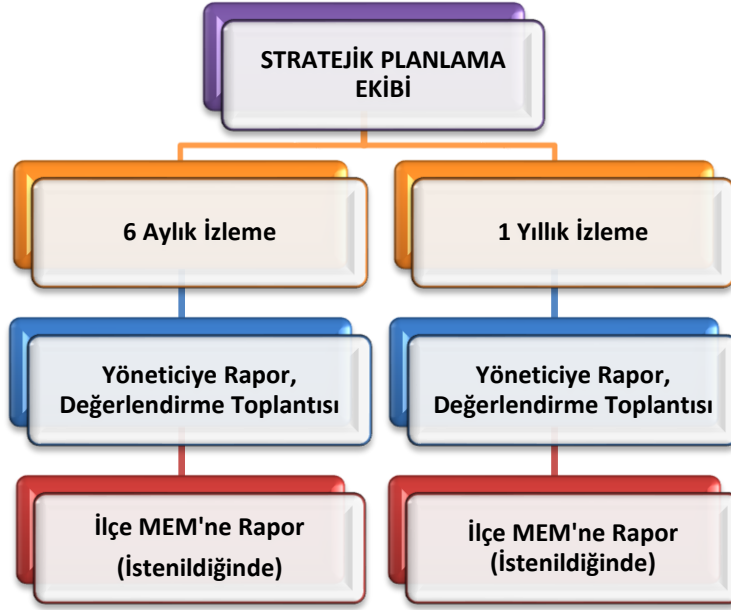 STRATEJİK PLANLAMA
EKİBİ
6 Aylık İzleme
1 Yıllık İzleme
Yöneticiye Rapor,
Değerlendirme Toplantısı
Yöneticiye Rapor,
Değerlendirme Toplantısı
İlçe MEM'ne Rapor
(İstenildiğinde)
İlçe MEM'ne Rapor
(İstenildiğinde)